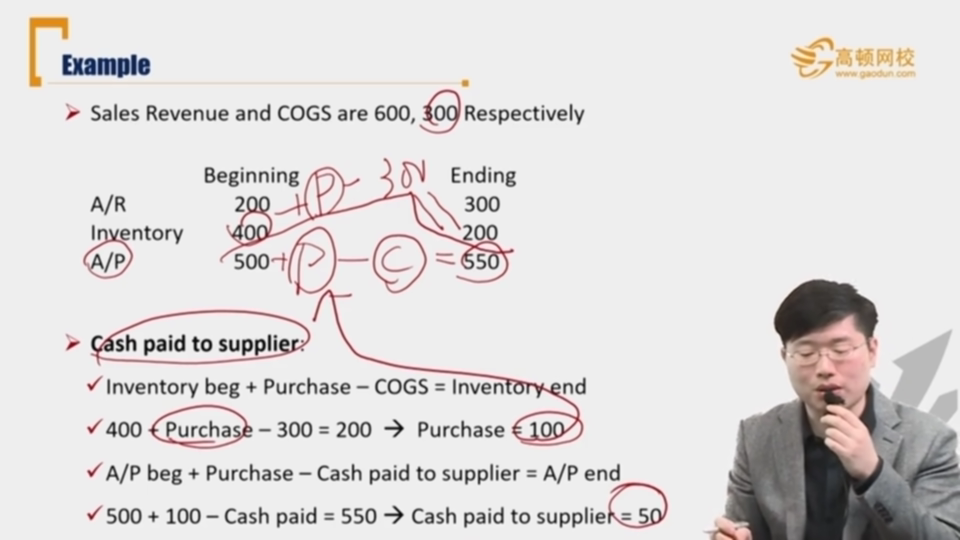 Example
高顿网校
www.gaodun.com
Sales Revenue and COGS are 600, 300 Respectively
Beginning Ending
A/R 200 300
Inventory 400 200
A/P 500 550
+ P - 300
+ P - C =
Cash paid to supplier:
Inventory beg + Purchase – COGS = Inventory end
400 + Purchase – 300 = 200 → Purchase = 100
A/P beg + Purchase – Cash paid to supplier = A/P end
500 + 100 – Cash paid = 550 → Cash paid to supplier = 50